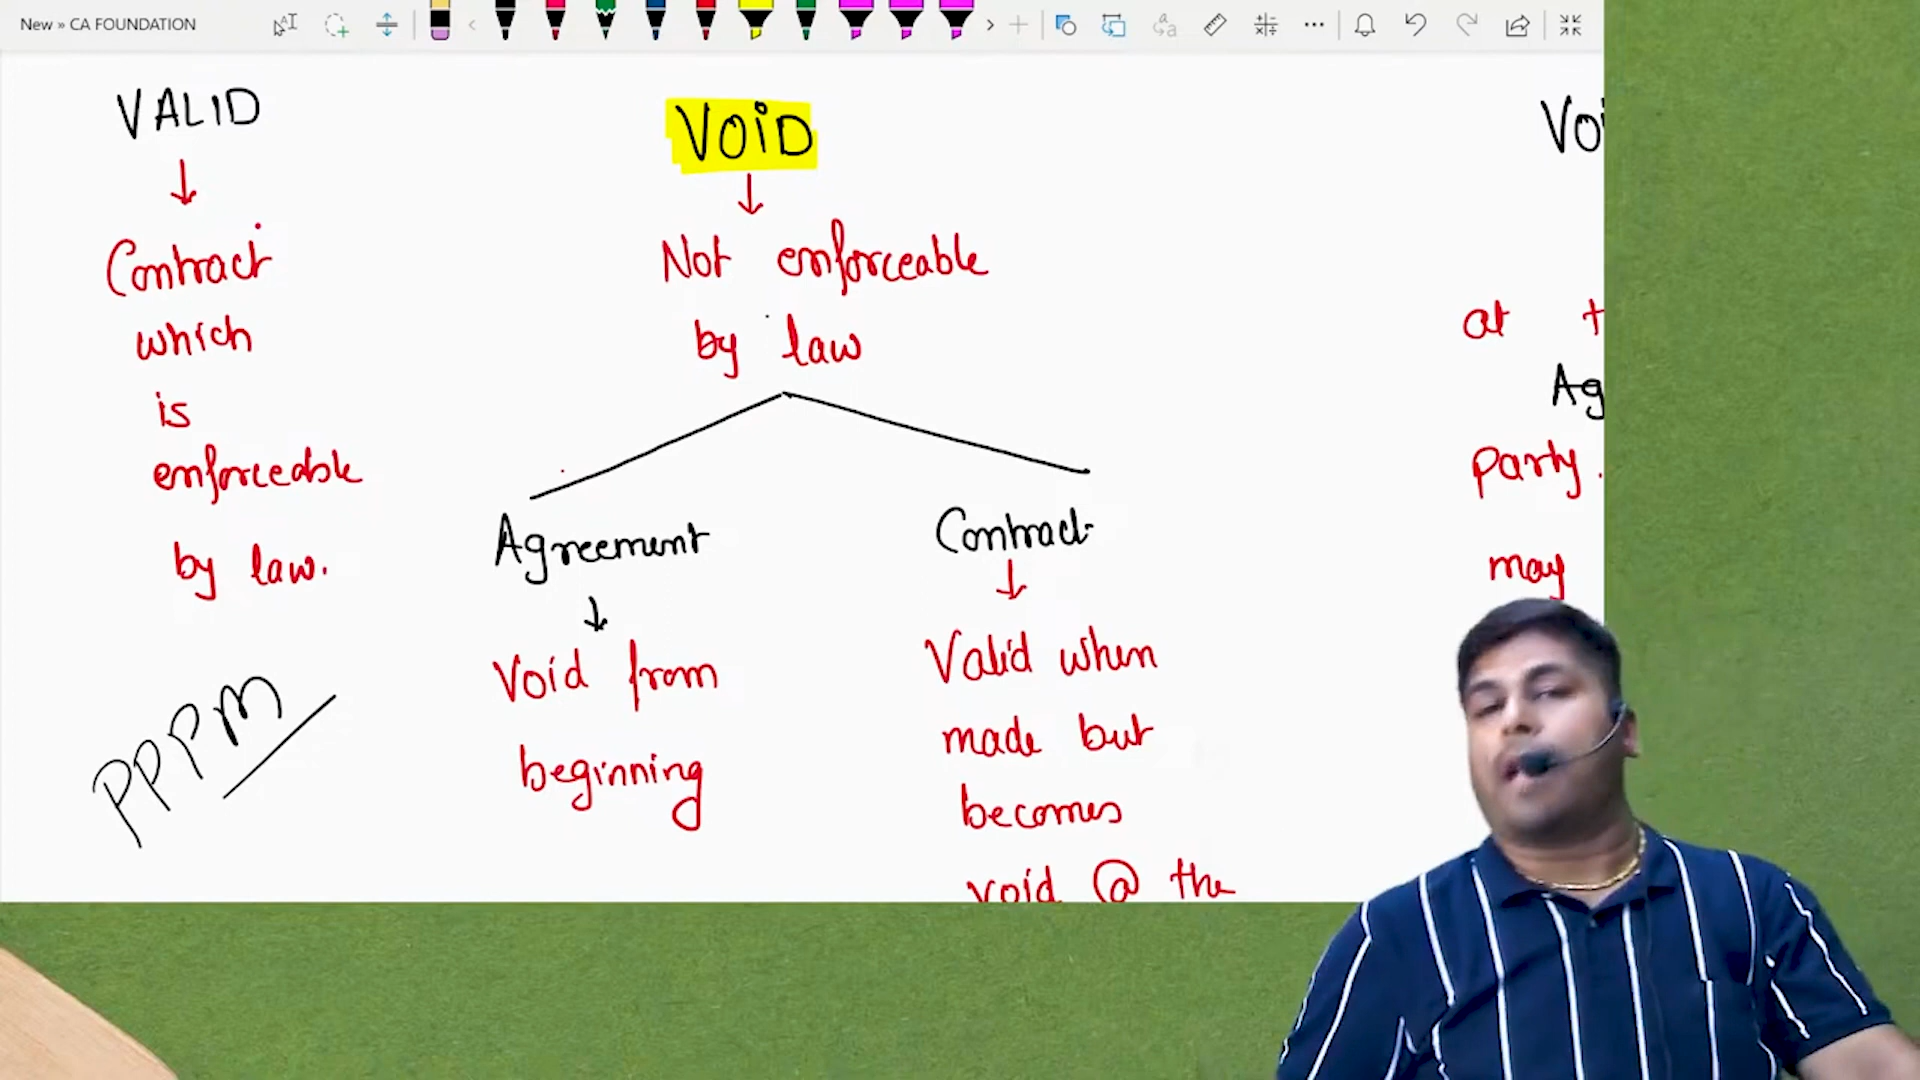 New » CA FOUNDATION
VALID
Contract
which
is
enforceable
by law.
PPPM
VOiD
Not enforceable
by law
Agreement
Void from
beginning
Contract
Valid when
made but
becomes
void @ the
Voi
at t
Ag
party.
may